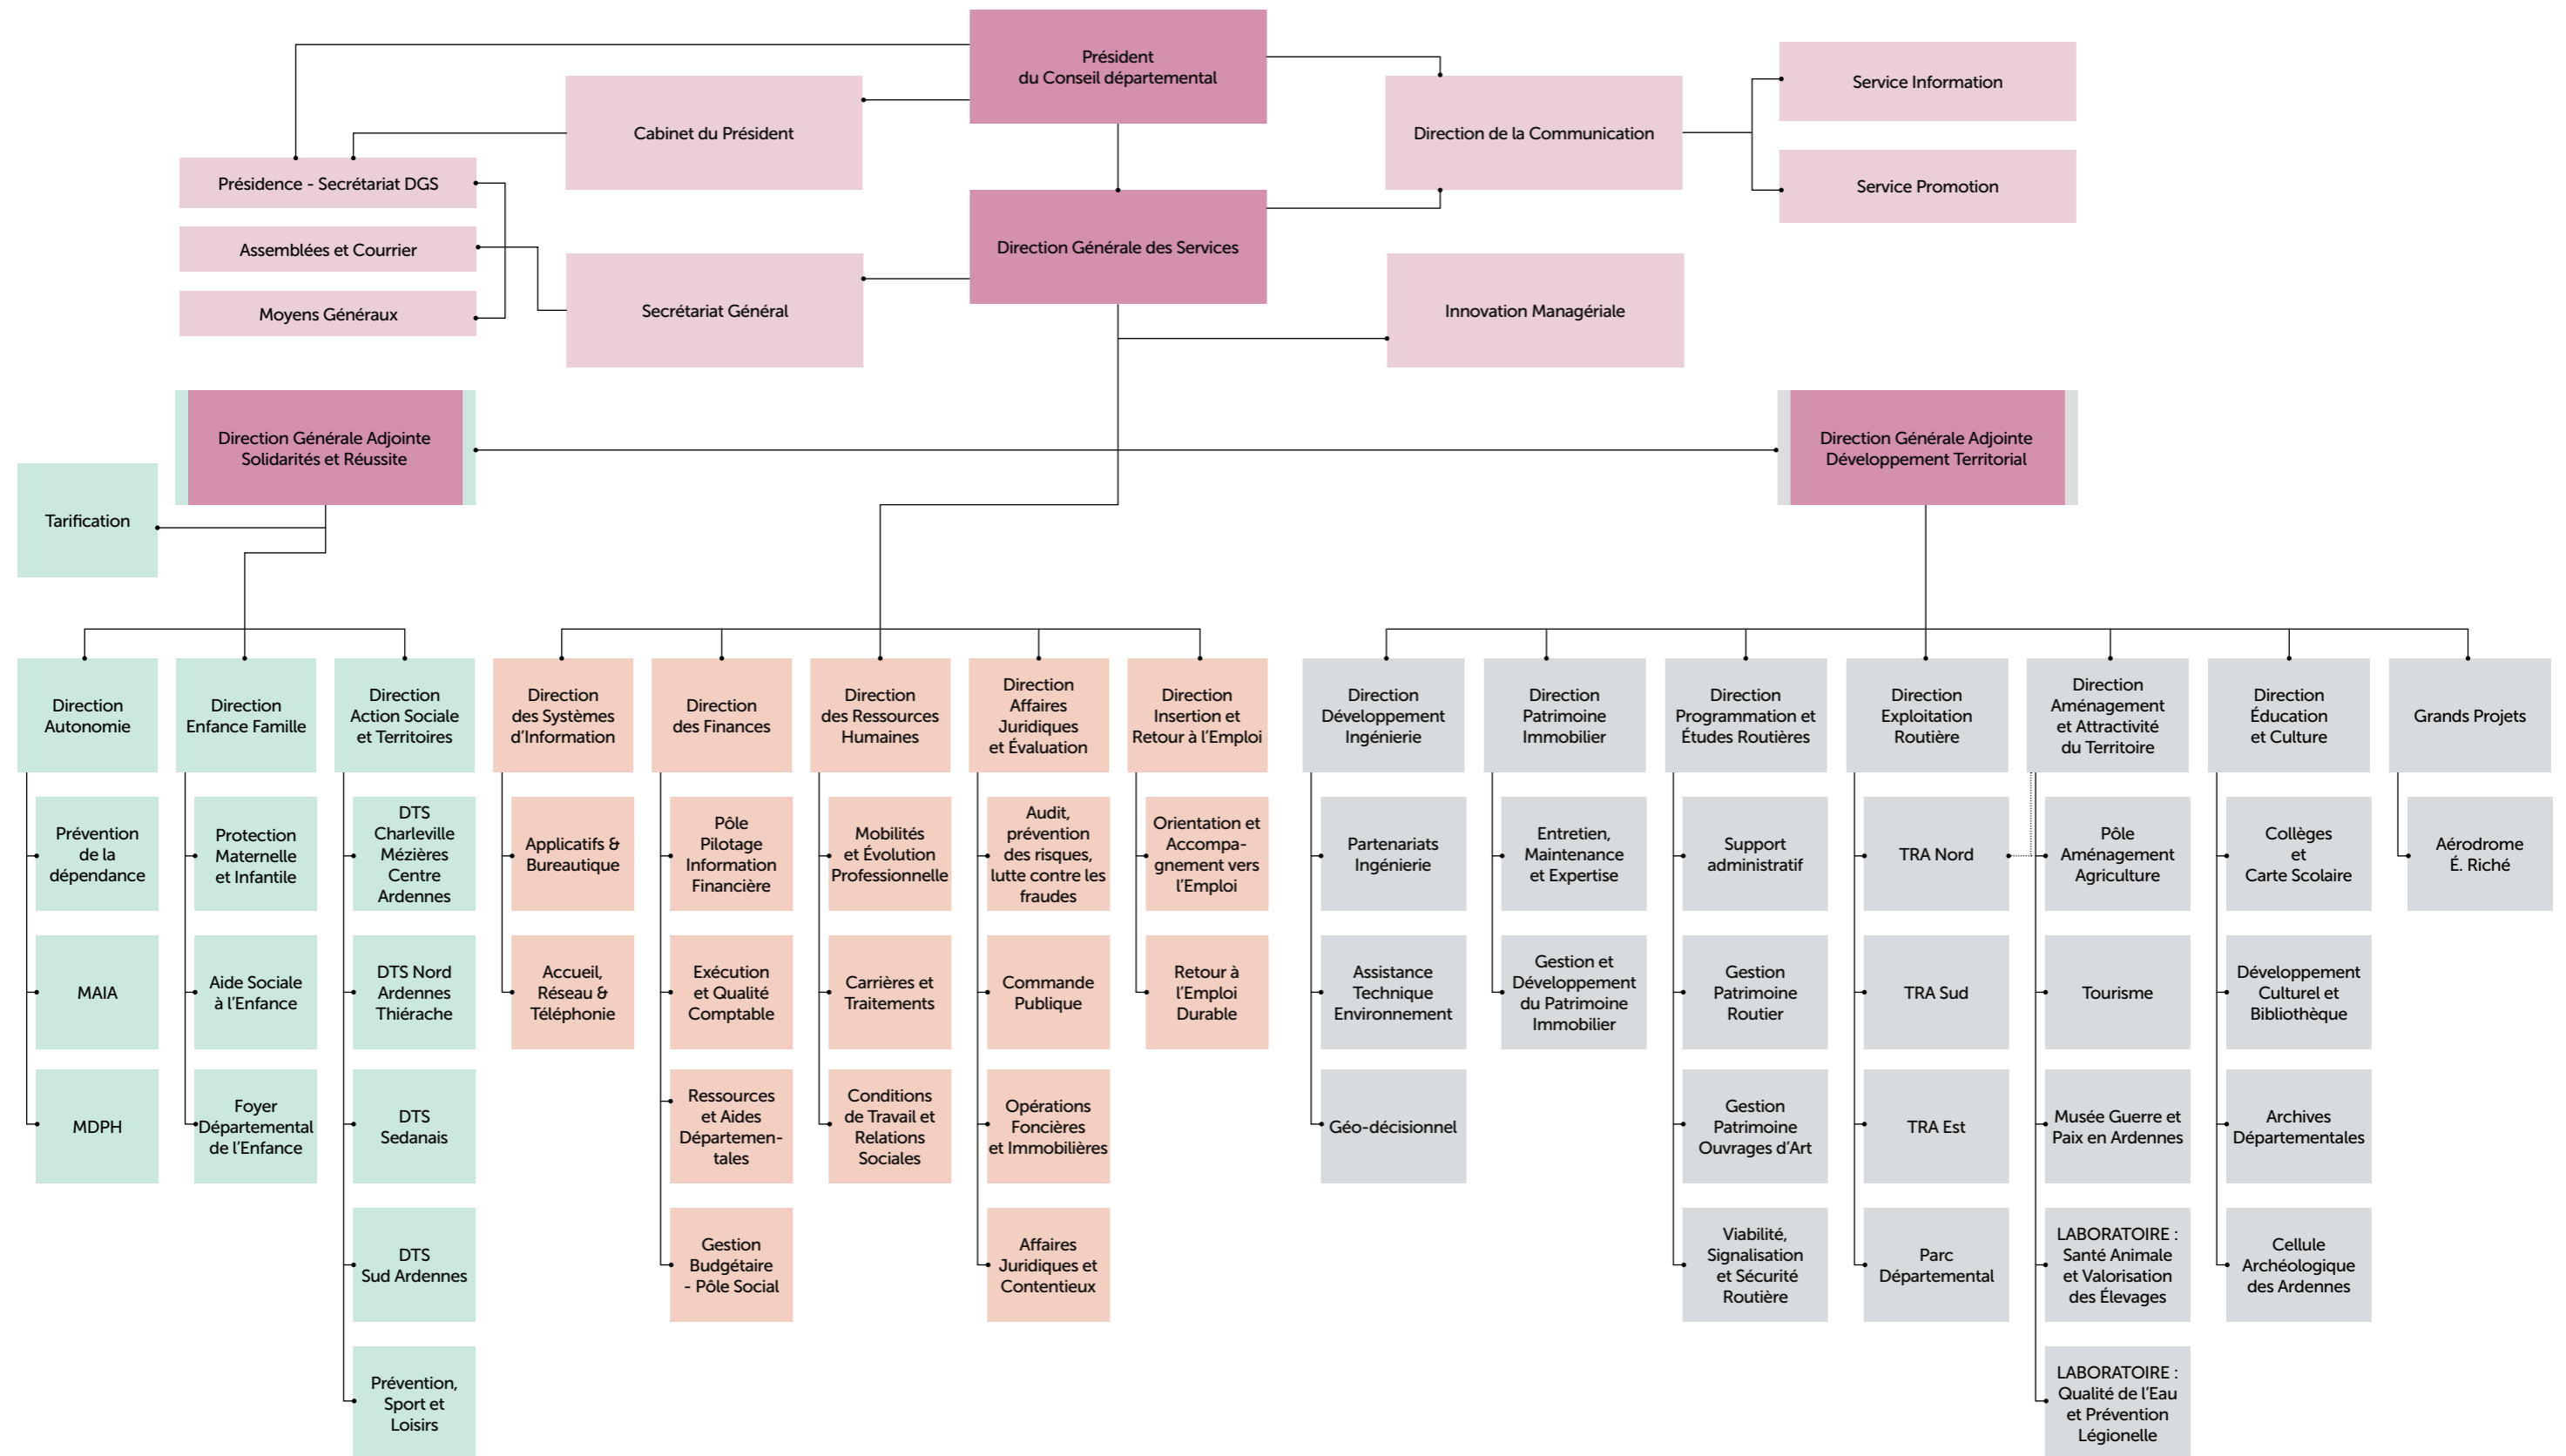 Président
du Conseil départemental
Service Information
Cabinet du Président
Direction de la Communication
Service Promotion
Présidence - Secrétariat DGS
Assemblées et Courrier
Direction Générale des Services
Moyens Généraux
Secrétariat Général
Innovation Managériale
Direction Générale Adjointe
Solidarités et Réussite
Direction Générale Adjointe
Développement Territorial
Tarification
Direction
Autonomie
Direction
Enfance Famille
Direction
Action Sociale
et Territoires
Direction
des Systèmes
d'Information
Direction
des Finances
Direction
des Ressources
Humaines
Direction
Affaires
Juridiques
et Évaluation
Direction
Insertion et
Retour à l'Emploi
Direction
Développement
Ingénierie
Direction
Patrimoine
Immobilier
Direction
Programmation et
Études Routières
Direction
Exploitation
Routière
Direction
Aménagement
et Attractivité
du Territoire
Direction
Éducation
et Culture
Grands Projets
Prévention
de la
dépendance
Protection
Maternelle
et Infantile
DTS
Charleville
Mézières
Centre
Ardennes
Applicatifs &
Bureautique
Pôle
Pilotage
Information
Financière
Mobilités
et Évolution
Professionnelle
Audit,
prévention
des risques,
lutte contre les
fraudes
Orientation et
Accompa-
gnement vers
l'Emploi
Partenariats
Ingénierie
Entretien,
Maintenance
et Expertise
Support
administratif
TRA Nord
Pôle
Aménagement
Agriculture
Collèges
et
Carte Scolaire
Aérodrome
É. Riché
MAIA
Aide Sociale
à l'Enfance
DTS Nord
Ardennes
Thiérache
Accueil,
Réseau &
Téléphonie
Exécution
et Qualité
Comptable
Carrières et
Traitements
Commande
Publique
Retour à
l'Emploi
Durable
Assistance
Technique
Environnement
Gestion et
Développement
du Patrimoine
Immobilier
Gestion
Patrimoine
Routier
TRA Sud
Tourisme
Développement
Culturel et
Bibliothèque
MDPH
Foyer
Départemental
de l'Enfance
DTS
Sedanais
Ressources
et Aides
Départemen-
tales
Conditions
de Travail et
Relations
Sociales
Opérations
Foncières
et Immobilières
Géo-décisionnel
Gestion
Patrimoine
Ouvrages d'Art
TRA Est
Musée Guerre et
Paix en Ardennes
Archives
Départementales
DTS
Sud Ardennes
Gestion
Budgétaire
- Pôle Social
Affaires
Juridiques et
Contentieux
Viabilité,
Signalisation
et Sécurité
Routière
Parc
Départemental
LABORATOIRE :
Santé Animale
et Valorisation
des Élevages
Cellule
Archéologique
des Ardennes
Prévention,
Sport et
Loisirs
LABORATOIRE :
Qualité de l'Eau
et Prévention
Légionelle